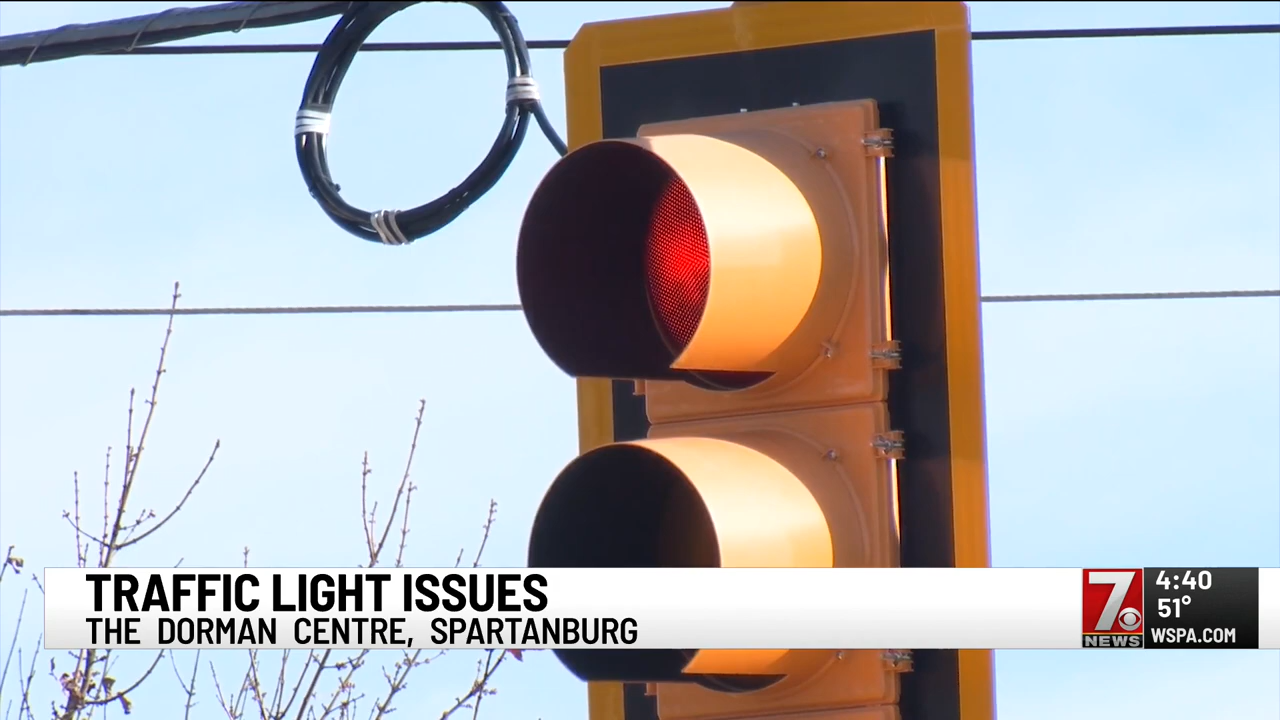 TRAFFIC LIGHT ISSUES
THE DORMAN CENTRE, SPARTANBURG
7
NEWS
4:40
51°
WSPA.COM